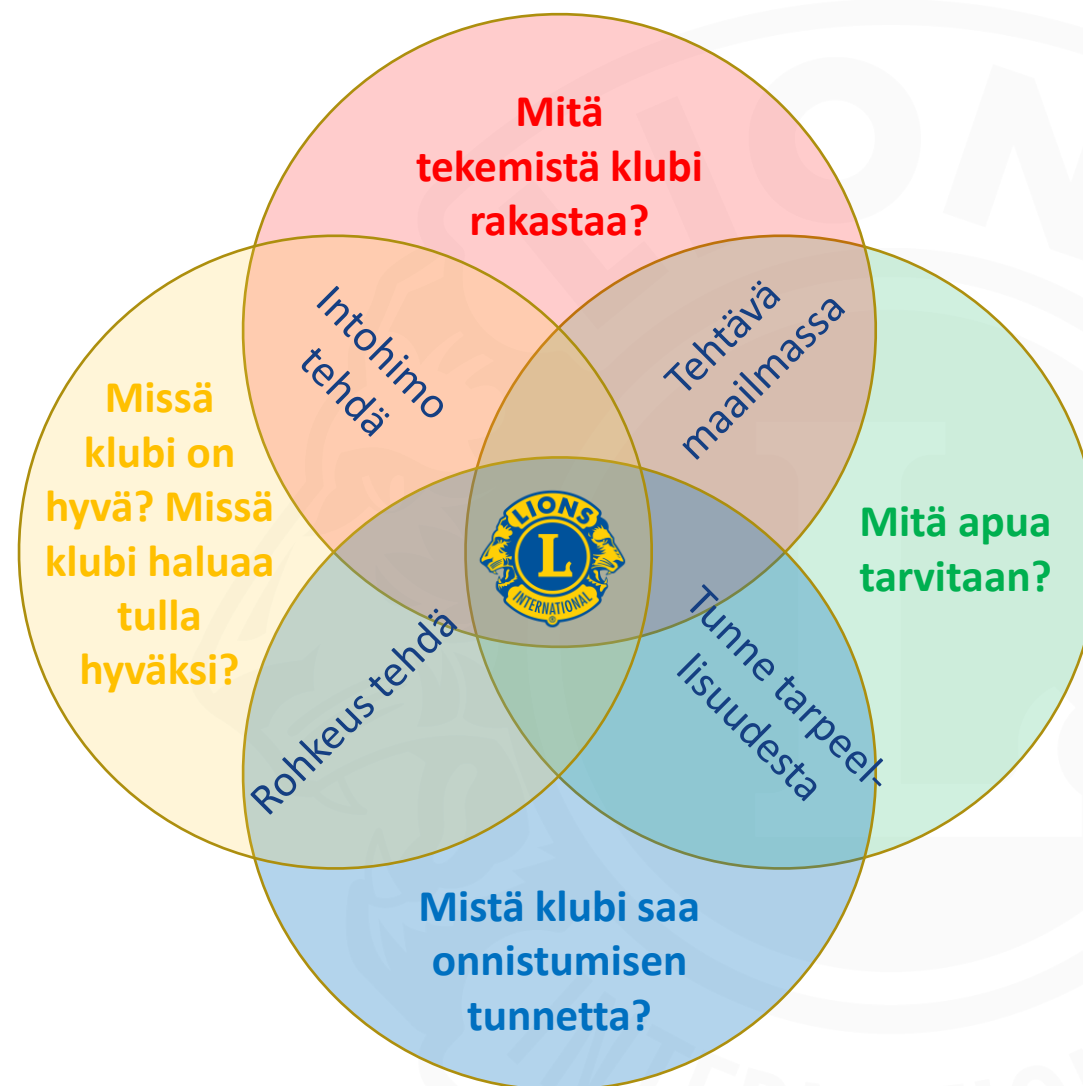 Mitä
tekemistä klubi
rakastaa?
Intohimo
tehdä
Tehtävä
maailmassa
Missä
klubi on
hyvä? Missä
klubi haluaa
tulla
hyväksi?
LIONS
L
INTERNATIONAL
®
Mitä apua
tarvitaan?
Rohkeus tehdä
Tunne tarpeel-
lisuudesta
Mistä klubi saa
onnistumisen
tunnetta?